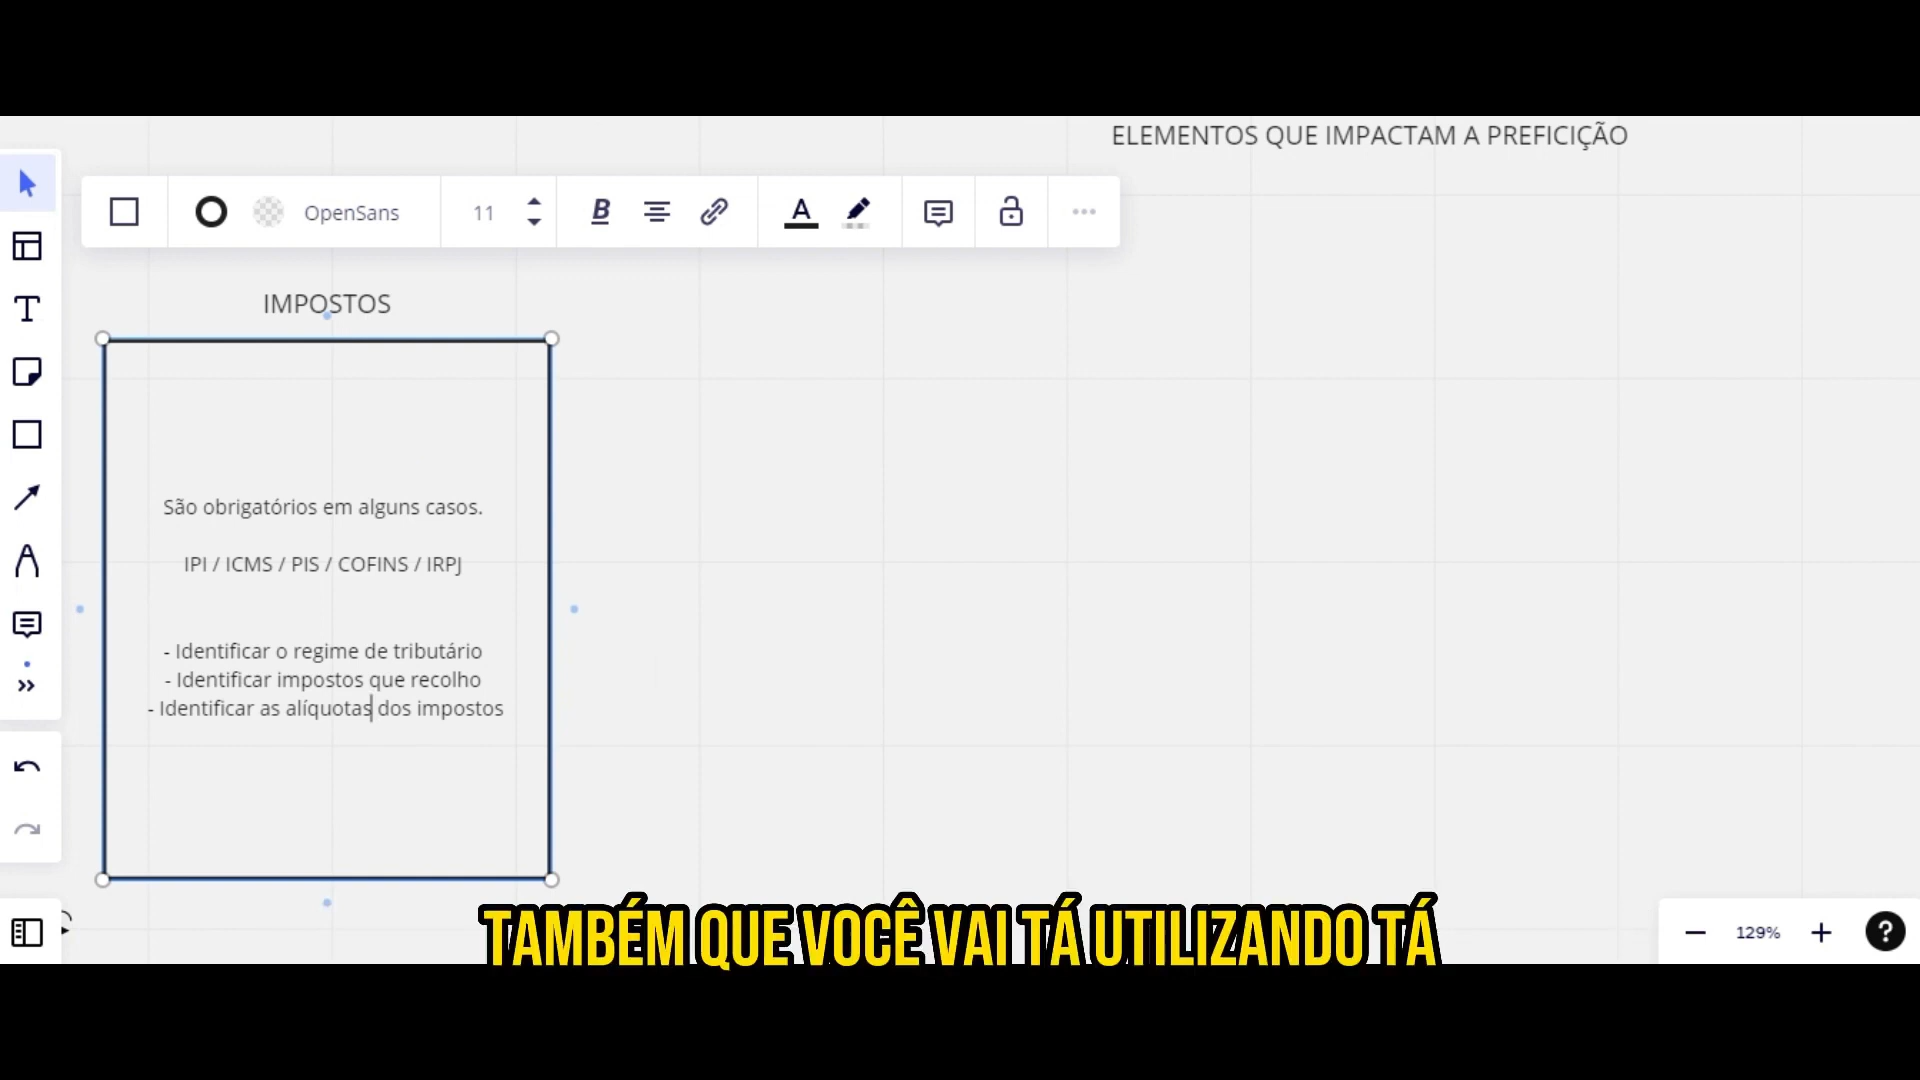 ELEMENTOS QUE IMPACTAM A PREFICIÇÃO
OpenSans
11
B
A
IMPOSTOS
São obrigatórios em alguns casos.
IPI / ICMS / PIS / COFINS / IRPJ
- Identificar o regime de tributário
- Identificar impostos que recolho
- Identificar as alíquotas dos impostos
TAMBÉM QUE VOCÊ VAI TÁ UTILIZANDO TÁ
129%